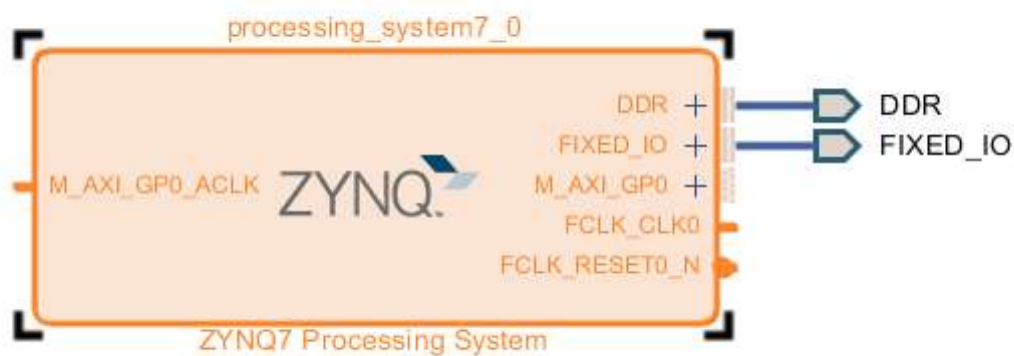 processing_system7_0
DDR
DDR
FIXED_IO
FIXED_IO
M_AXI_GP0_ACLK
ZYNQ.
M_AXI_GP0
FCLK_CLK0
FCLK_RESET0_N
ZYNQ7 Processing System